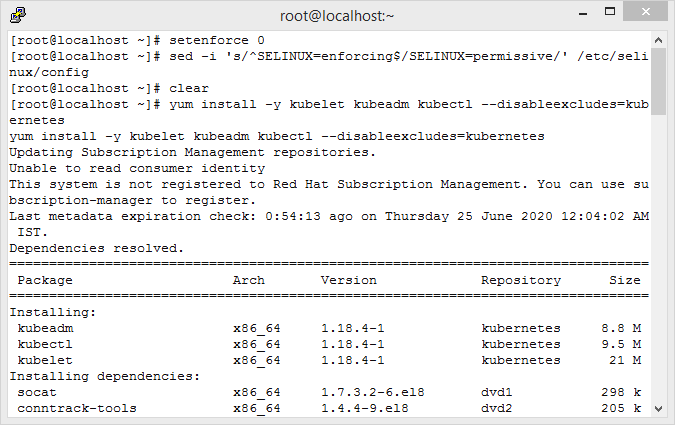 root@localhost:~
[root@localhost ~]# setenforce 0
[root@localhost ~]# sed -i 's/^SELINUX=enforcing$/SELINUX=permissive/' /etc/seli
nux/config
[root@localhost ~]# clear
[root@localhost ~]# yum install -y kubelet kubeadm kubectl --disableexcludes=kub
ernetes
yum install -y kubelet kubeadm kubectl --disableexcludes=kubernetes
Updating Subscription Management repositories.
Unable to read consumer identity
This system is not registered to Red Hat Subscription Management. You can use su
bscription-manager to register.
Last metadata expiration check: 0:54:13 ago on Thursday 25 June 2020 12:04:02 AM
 IST.
Dependencies resolved.
================================================================================
 Package                    Arch       Version             Repository      Size
================================================================================
Installing:
 kubeadm                    x86_64     1.18.4-1            kubernetes     8.8 M
 kubectl                    x86_64     1.18.4-1            kubernetes     9.5 M
 kubelet                    x86_64     1.18.4-1            kubernetes      21 M
Installing dependencies:
 socat                      x86_64     1.7.3.2-6.el8       dvd1           298 k
 conntrack-tools            x86_64     1.4.4-9.el8         dvd2           205 k